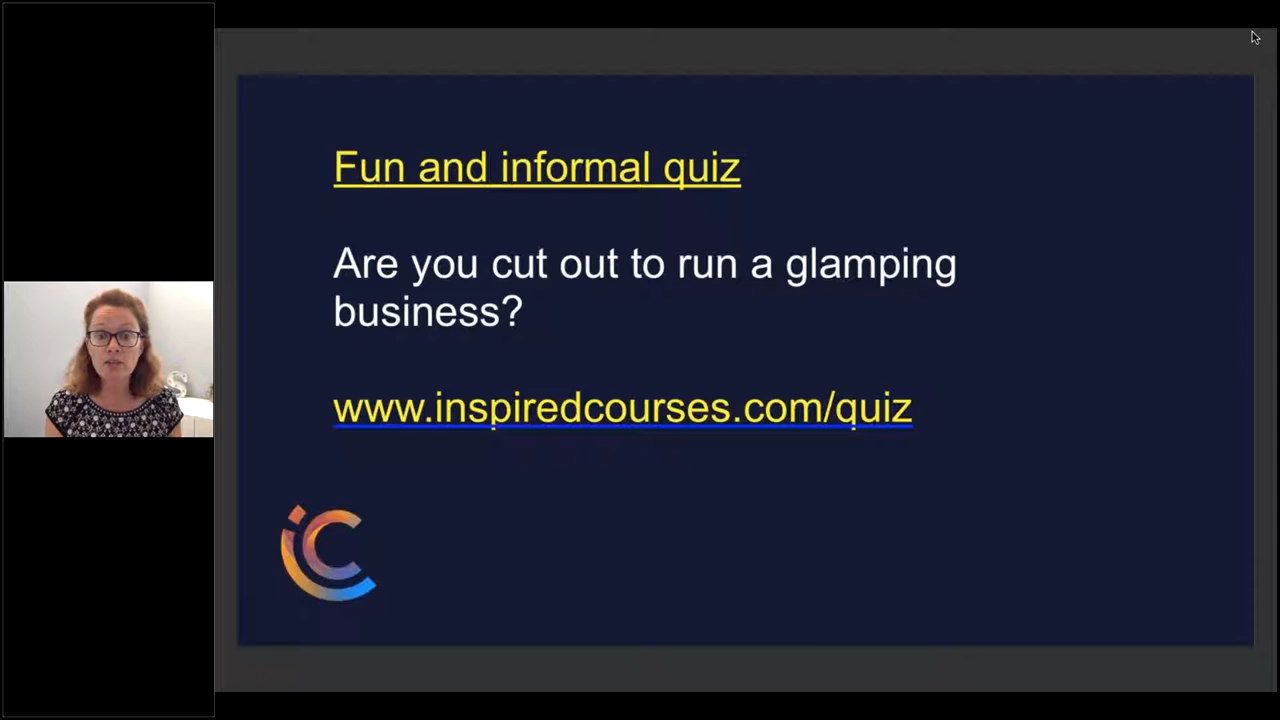 Fun and informal quiz
Are you cut out to run a glamping
business?
www.inspiredcourses.com/quiz